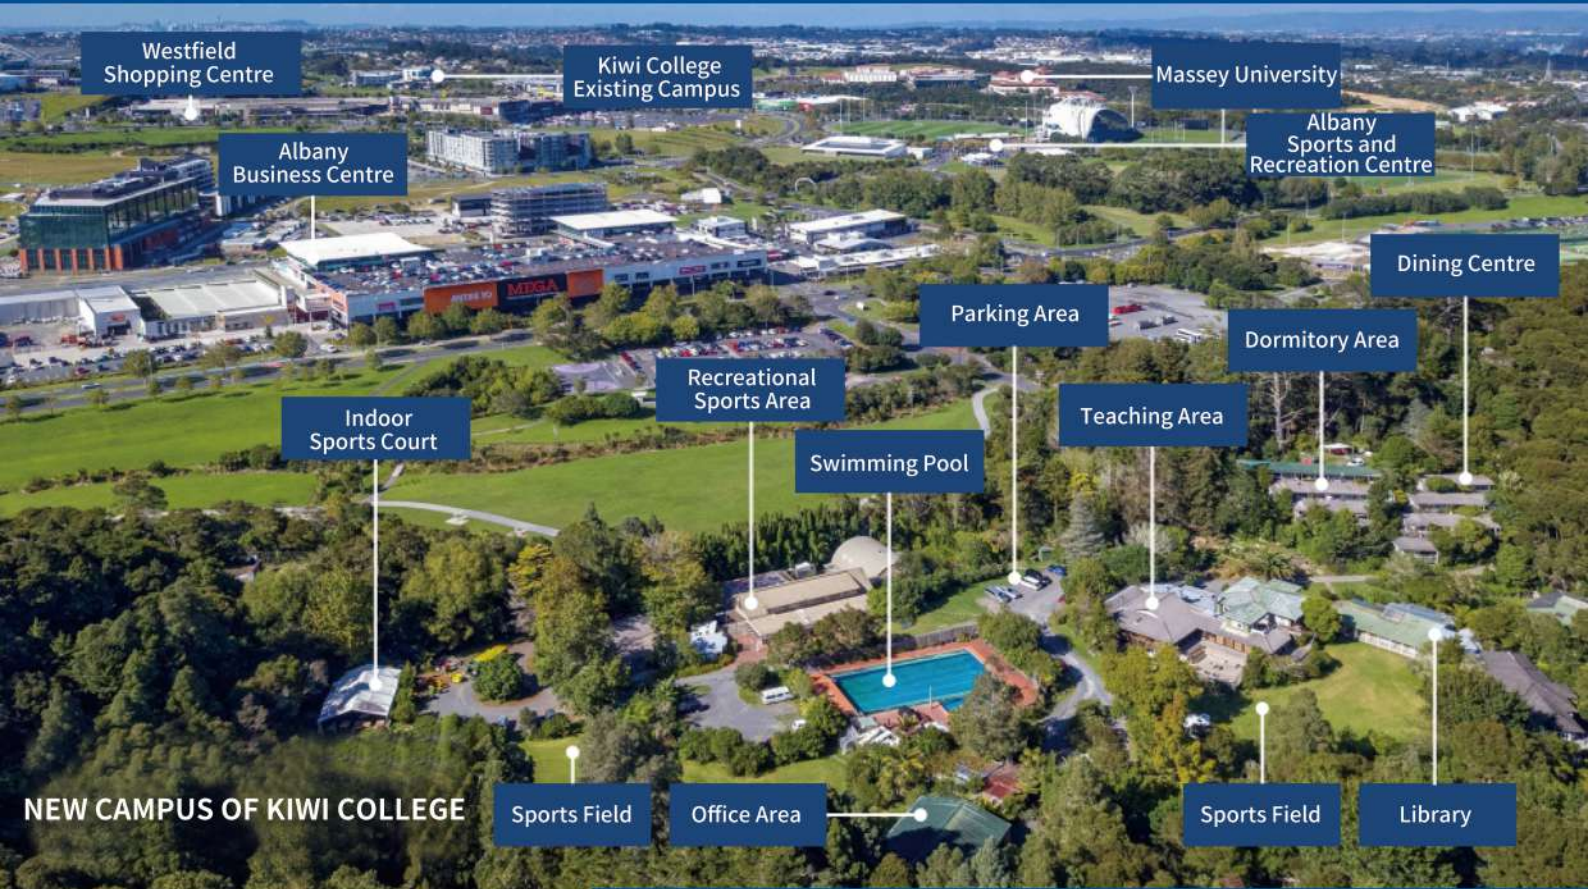 Westfield
Shopping Centre
Kiwi College
Existing Campus
Massey University
Albany
Sports and
Recreation Centre
Albany
Business Centre
Dining Centre
Parking Area
Dormitory Area
Recreational
Sports Area
Teaching Area
Indoor
Sports Court
Swimming Pool
MITRE 10 MEGA
NEW CAMPUS OF KIWI COLLEGE
Sports Field
Office Area
Sports Field
Library